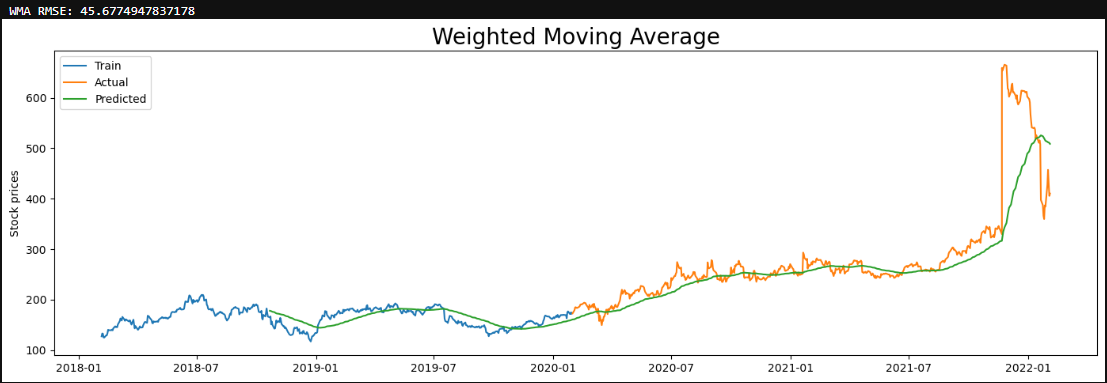 WMA RMSE: 45.6774947837178
Weighted Moving Average
Train
Actual
Predicted
Stock prices
600
500
400
300
200
100
2018-01 2018-07 2019-01 2019-07 2020-01 2020-07 2021-01 2021-07 2022-01